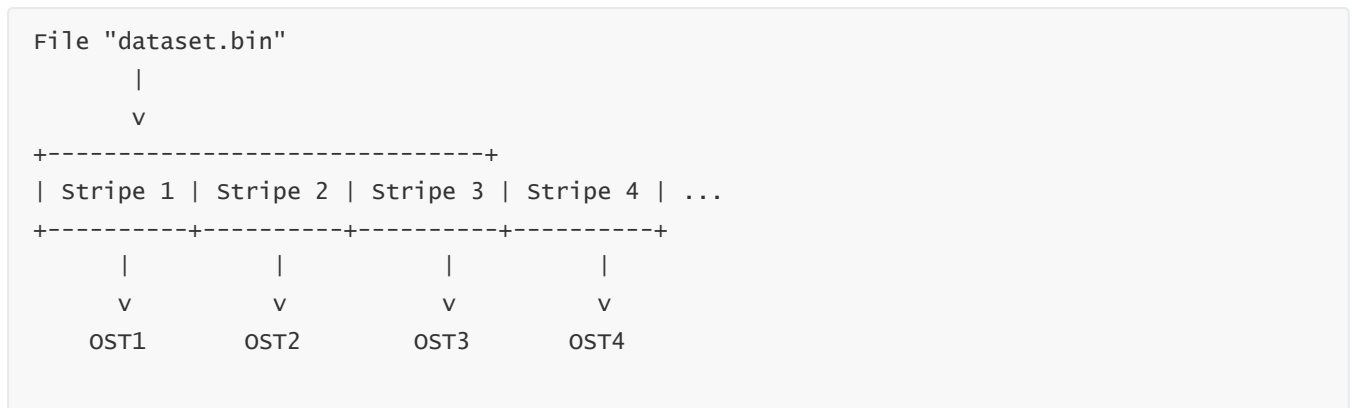 File "dataset.bin"
       |
       v
+-------------------------------+
| Stripe 1 | Stripe 2 | Stripe 3 | Stripe 4 | ...
+----------+----------+----------+----------+
      |          |           |          |
      v          v           v          v
    OST1       OST2        OST3       OST4